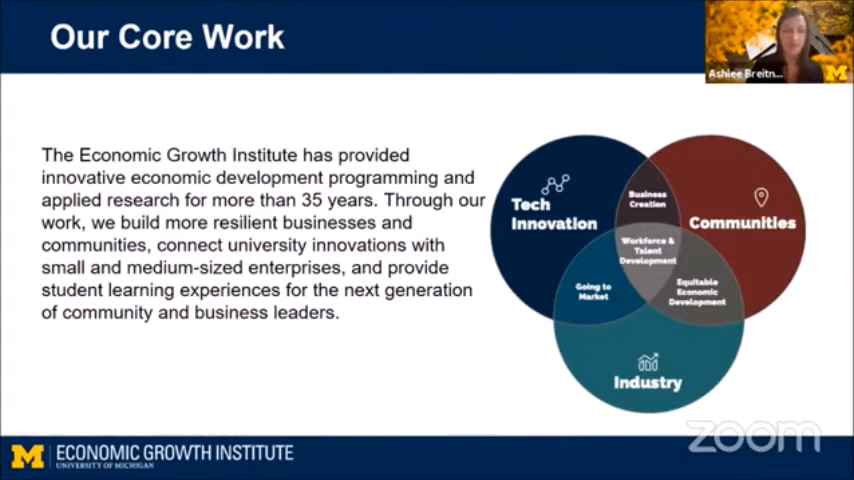 Our Core Work
Ashlee Breitn...
The Economic Growth Institute has provided
innovative economic development programming and
applied research for more than 35 years. Through our
work, we build more resilient businesses and
communities, connect university innovations with
small and medium-sized enterprises, and provide
student learning experiences for the next generation
of community and business leaders.
Tech
Innovation
Business
Creation
Communities
Workforce &
Talent
Development
Going to
Market
Equitable
Economic
Development
Industry
zoom
M
ECONOMIC GROWTH INSTITUTE
UNIVERSITY OF MICHIGAN